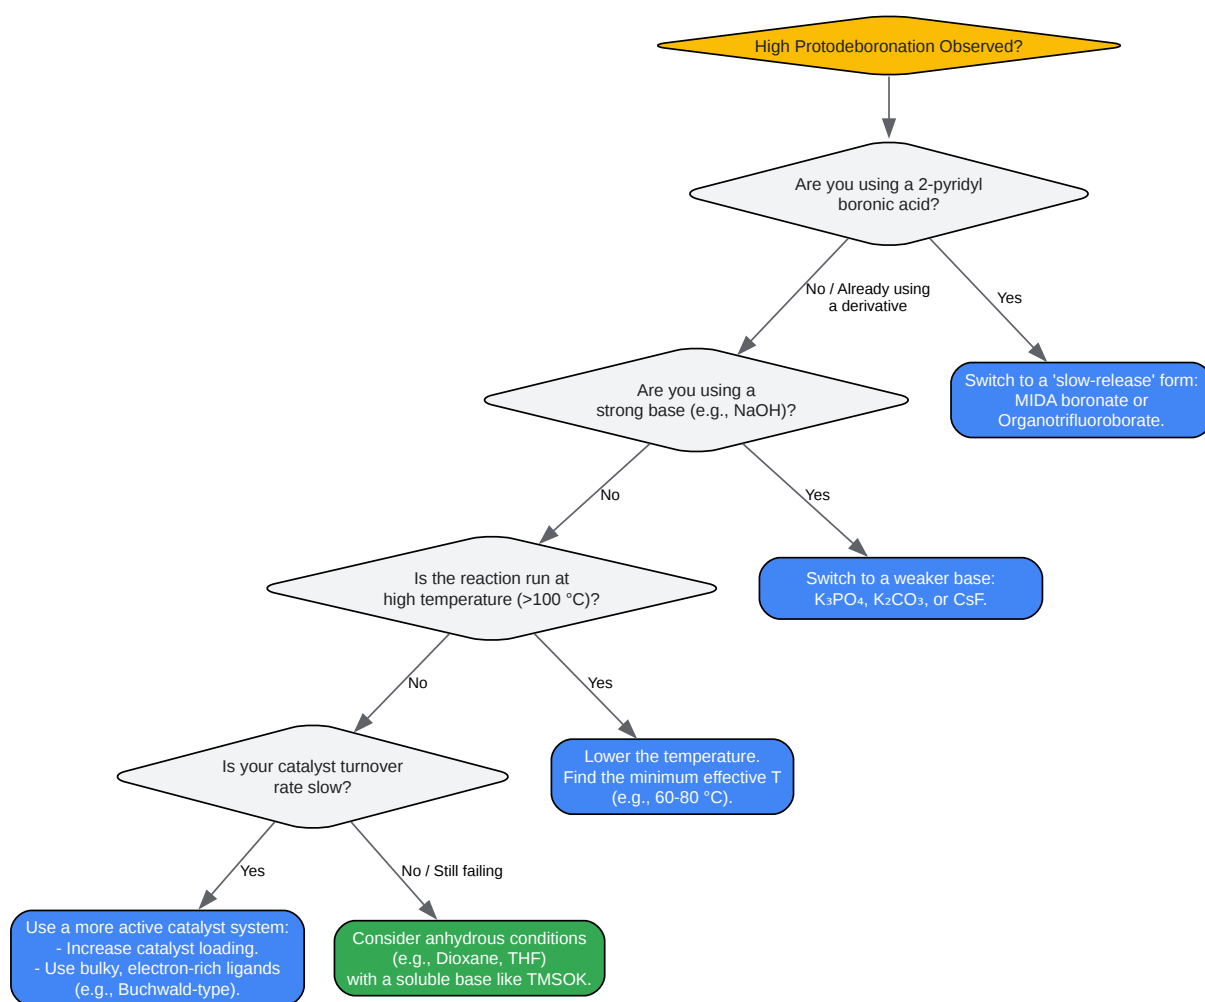 High Protodeboronation Observed?
Are you using a 2-pyridyl
boronic acid?
No / Already using
a derivative
Yes
Switch to a 'slow-release' form:
MIDA boronate or
Organotrifluoroborate.
Are you using a
strong base (e.g., NaOH)?
No
Yes
Switch to a weaker base:
K₃PO₄, K₂CO₃, or CsF.
Is the reaction run at
high temperature (>100 °C)?
No
Yes
Lower the temperature.
Find the minimum effective T
(e.g., 60-80 °C).
Is your catalyst turnover
rate slow?
Yes
No / Still failing
Use a more active catalyst system:
- Increase catalyst loading.
- Use bulky, electron-rich ligands
(e.g., Buchwald-type).
Consider anhydrous conditions
(e.g., Dioxane, THF)
with a soluble base like TMSOK.